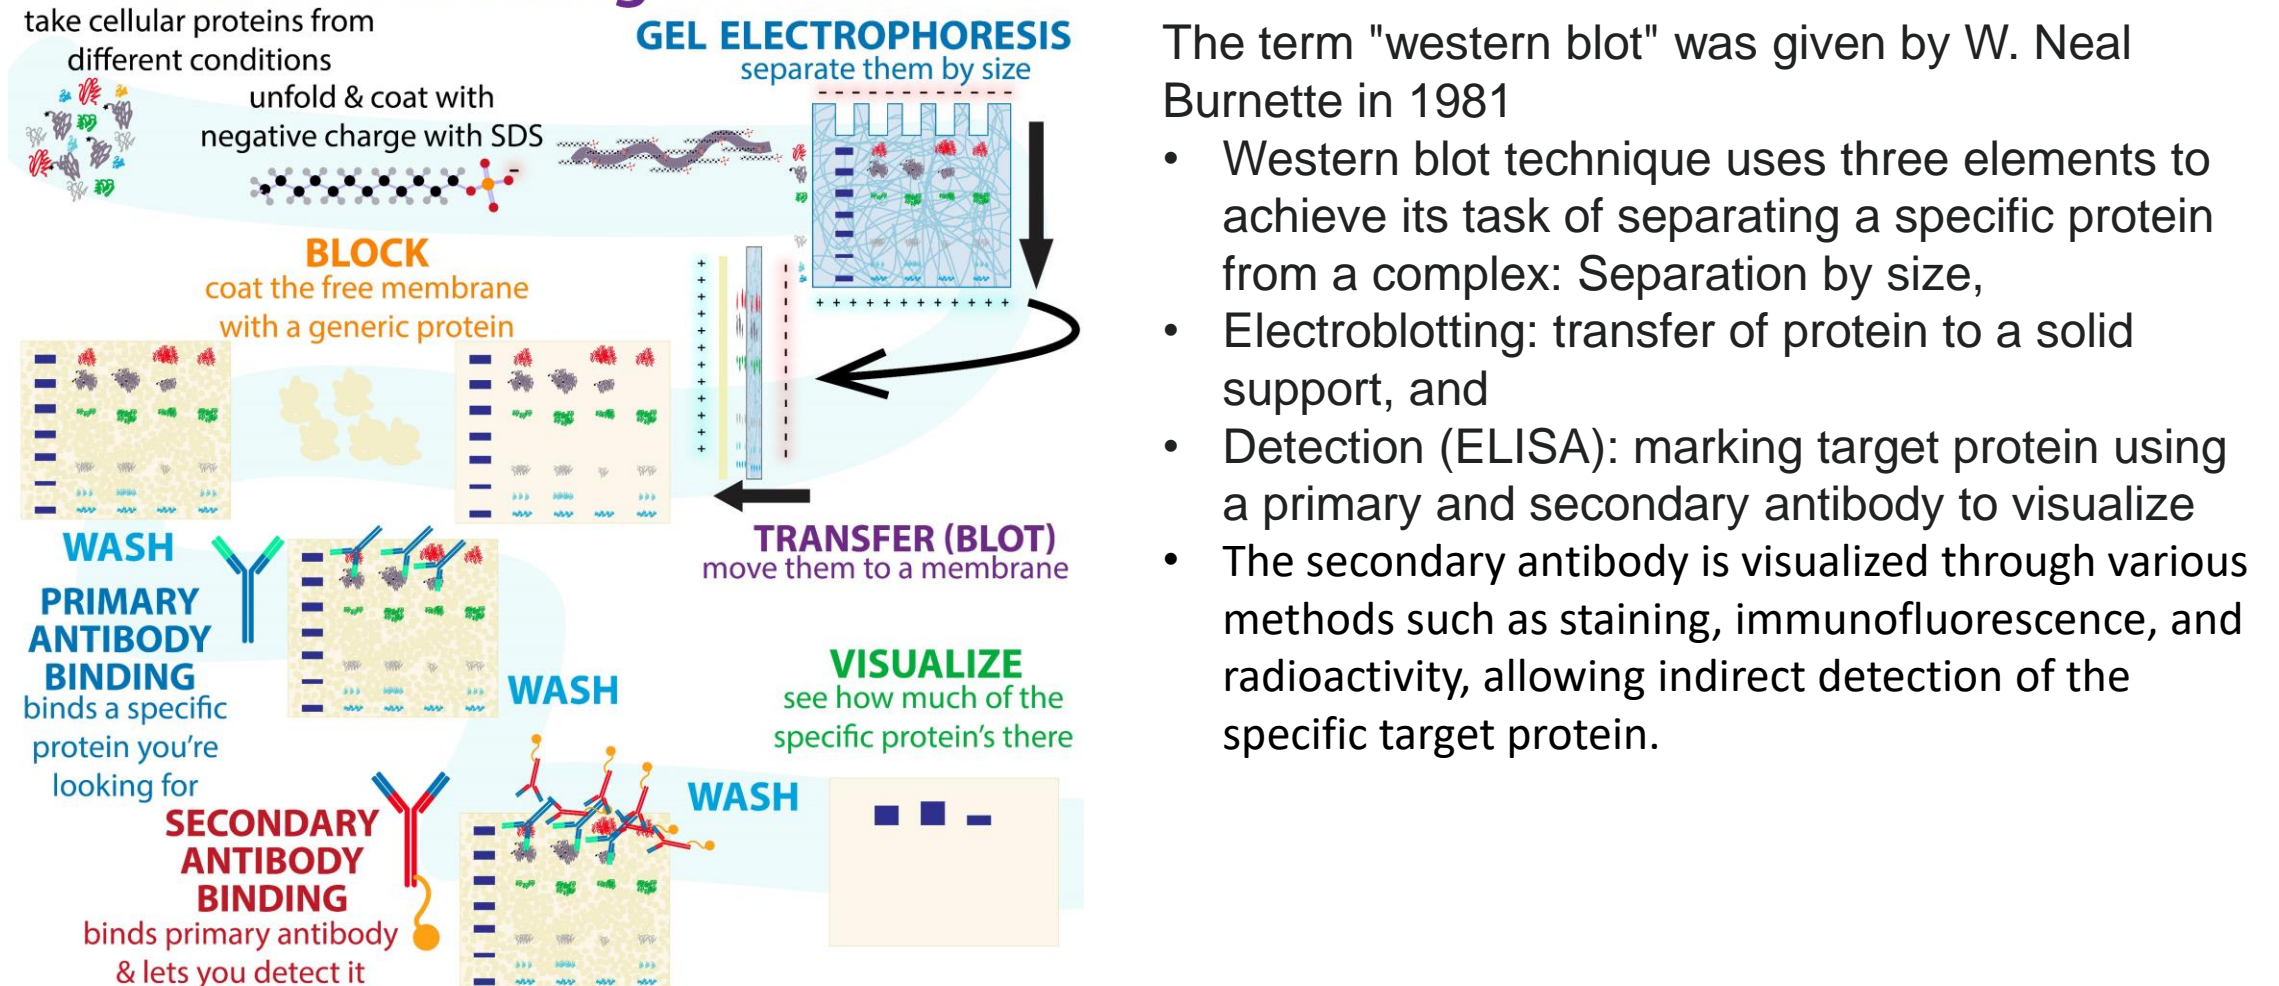 take cellular proteins from
different conditions
unfold & coat with
negative charge with SDS
GEL ELECTROPHORESIS
separate them by size
BLOCK
coat the free membrane
with a generic protein
TRANSFER (BLOT)
move them to a membrane
WASH
PRIMARY
ANTIBODY
BINDING
binds a specific
protein you're
looking for
WASH
SECONDARY
ANTIBODY
BINDING
binds primary antibody
& lets you detect it
WASH
VISUALIZE
see how much of the
specific protein's there
The term "western blot" was given by W. Neal
Burnette in 1981
• Western blot technique uses three elements to
achieve its task of separating a specific protein
from a complex: Separation by size,
• Electroblotting: transfer of protein to a solid
support, and
• Detection (ELISA): marking target protein using
a primary and secondary antibody to visualize
• The secondary antibody is visualized through various
methods such as staining, immunofluorescence, and
radioactivity, allowing indirect detection of the
specific target protein.